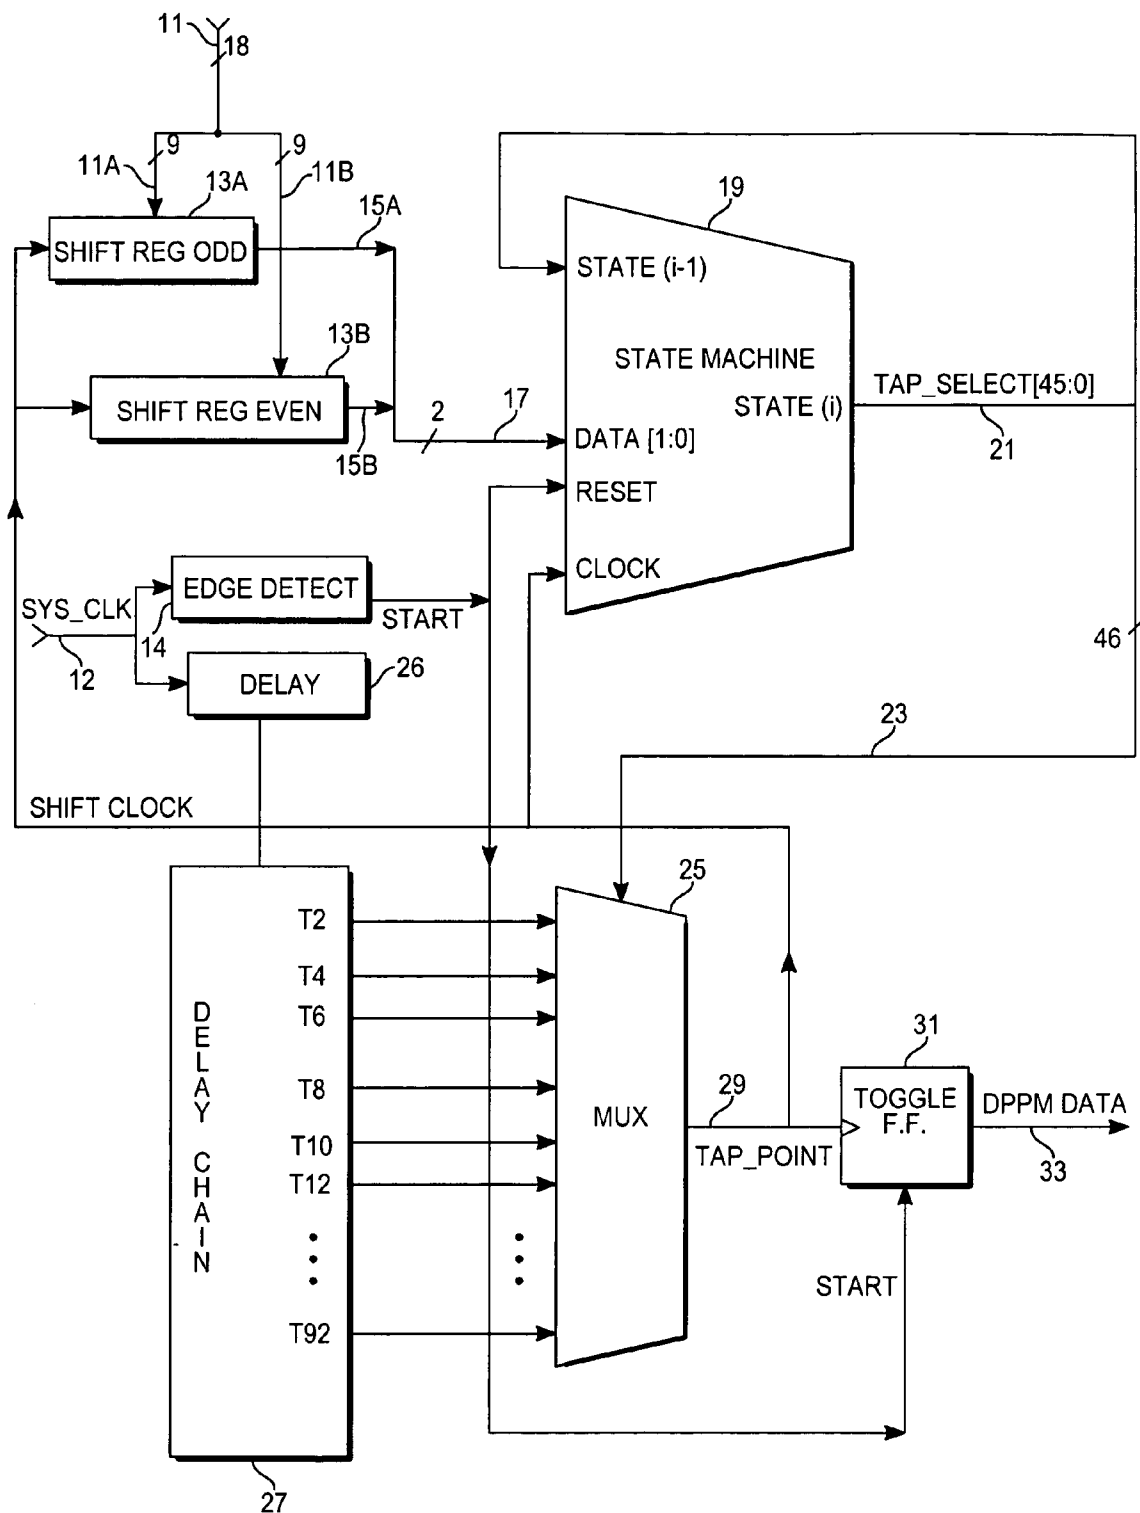 11
18
9
9
11A
11B
13A
15A
19
SHIFT REG ODD
STATE (i-1)
13B
STATE MACHINE
TAP_SELECT[45:0]
SHIFT REG EVEN
STATE (i)
2
17
DATA [1:0]
21
15B
RESET
EDGE DETECT
CLOCK
SYS_CLK
14
START
12
46
DELAY
26
23
SHIFT CLOCK
25
T2
T4
T6
T8
T10
T12
T92
DELAY CHAIN
MUX
29
TAP_POINT
31
TOGGLE
F.F.
DPPM DATA
33
START
27